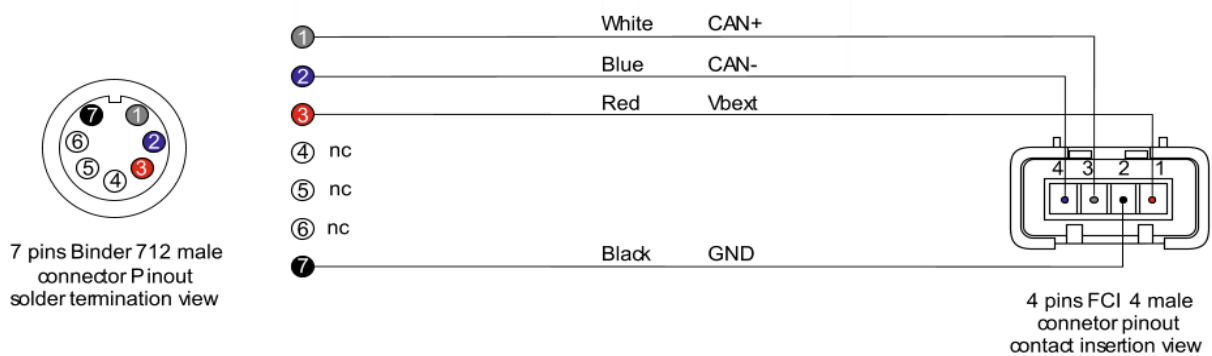 White CAN+
1
Blue CAN-
2
Red Vbext
3
4 nc
5 nc
6 nc
Black GND
7
7 1
6 2
5 3
4
7 pins Binder 712 male
connector Pinout
solder termination view
4 3 2 1
4 pins FCI 4 male
connetor pinout
contact insertion view